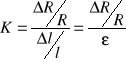 K = (ΔR/R)/(Δl/l) = (ΔR/R)/ε